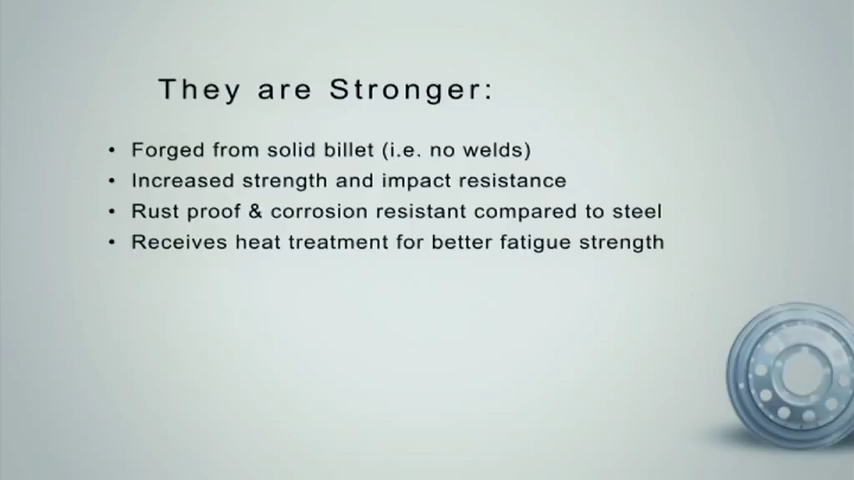 They are Stronger:
• Forged from solid billet (i.e. no welds)
• Increased strength and impact resistance
• Rust proof & corrosion resistant compared to steel
• Receives heat treatment for better fatigue strength